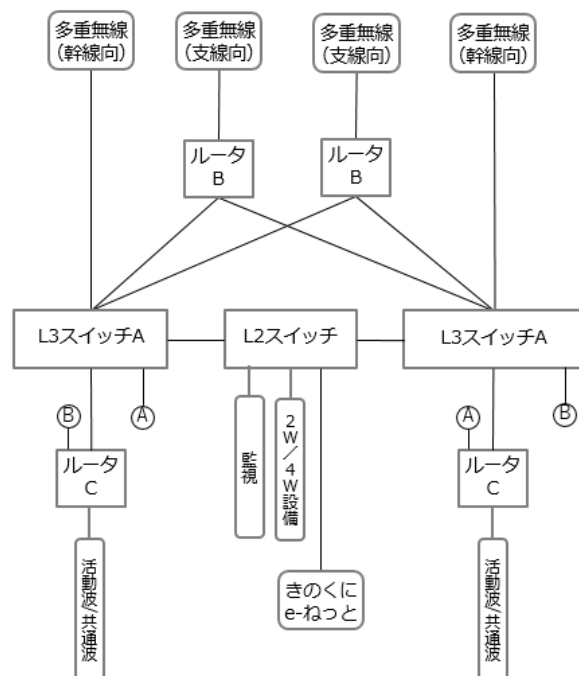 多重無線
(幹線向)
多重無線
(支線向)
多重無線
(支線向)
多重無線
(幹線向)
ルータ
B
ルータ
B
L3スイッチA
L2スイッチ
L3スイッチA
B
A
A
B
ルータ
C
監視
2W/4W設備
ルータ
C
活動波/共通波
きのくに
e-ねっと
活動波/共通波